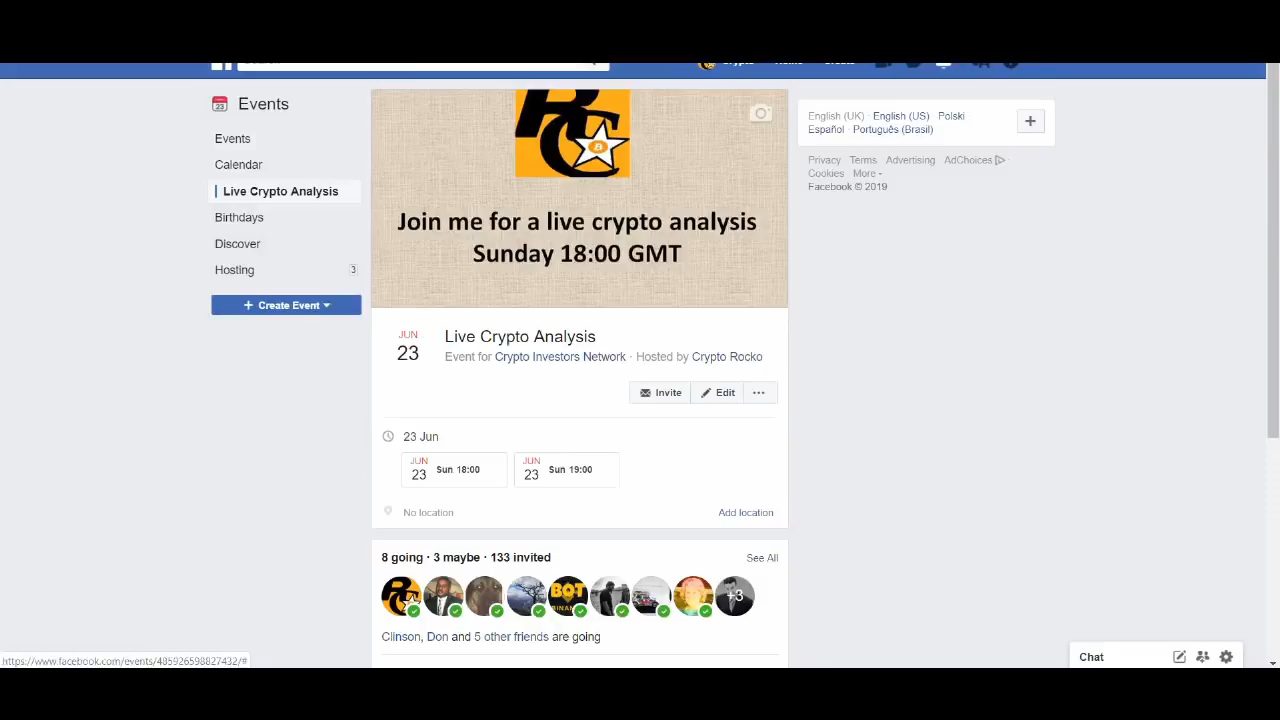 Events
Events
Calendar
Live Crypto Analysis
Birthdays
Discover
Hosting 3
+ Create Event
RC
B
Join me for a live crypto analysis
Sunday 18:00 GMT
JUN
23
Live Crypto Analysis
Event for Crypto Investors Network · Hosted by Crypto Rocko
Invite
Edit
...
23 Jun
JUN
23
Sun 18:00
JUN
23
Sun 19:00
No location
Add location
8 going · 3 maybe · 133 invited
See All
BOT
+3
Clinson, Don and 5 other friends are going
English (UK) · English (US) · Polski
Español · Português (Brasil)
+
Privacy · Terms · Advertising · AdChoices ·
Cookies · More
Facebook © 2019
Chat
https://www.facebook.com/events/485926598827432/#